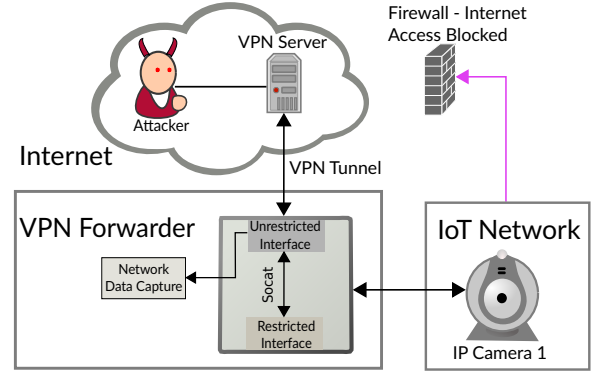 Firewall - Internet
Access Blocked
VPN Server
Attacker
Internet
VPN Tunnel
VPN Forwarder
Unrestricted
Interface
Network
Data Capture
Socat
Restricted
Interface
IoT Network
IP Camera 1